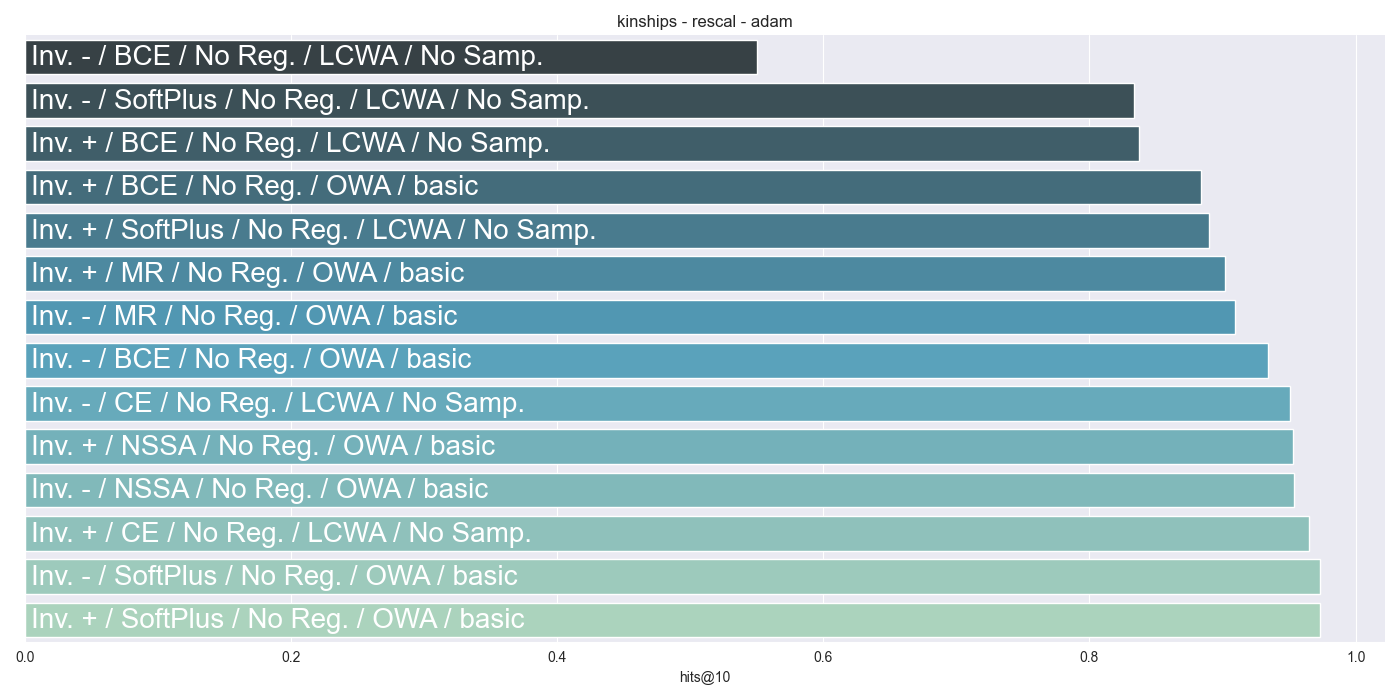 kinships - rescal - adam
Inv. - / BCE / No Reg. / LCWA / No Samp.
Inv. - / SoftPlus / No Reg. / LCWA / No Samp.
Inv. + / BCE / No Reg. / LCWA / No Samp.
Inv. + / BCE / No Reg. / OWA / basic
Inv. + / SoftPlus / No Reg. / LCWA / No Samp.
Inv. + / MR / No Reg. / OWA / basic
Inv. - / MR / No Reg. / OWA / basic
Inv. - / BCE / No Reg. / OWA / basic
Inv. - / CE / No Reg. / LCWA / No Samp.
Inv. + / NSSA / No Reg. / OWA / basic
Inv. - / NSSA / No Reg. / OWA / basic
Inv. + / CE / No Reg. / LCWA / No Samp.
Inv. - / SoftPlus / No Reg. / OWA / basic
Inv. + / SoftPlus / No Reg. / OWA / basic
0.0 0.2 0.4 0.6 0.8 1.0
hits@10